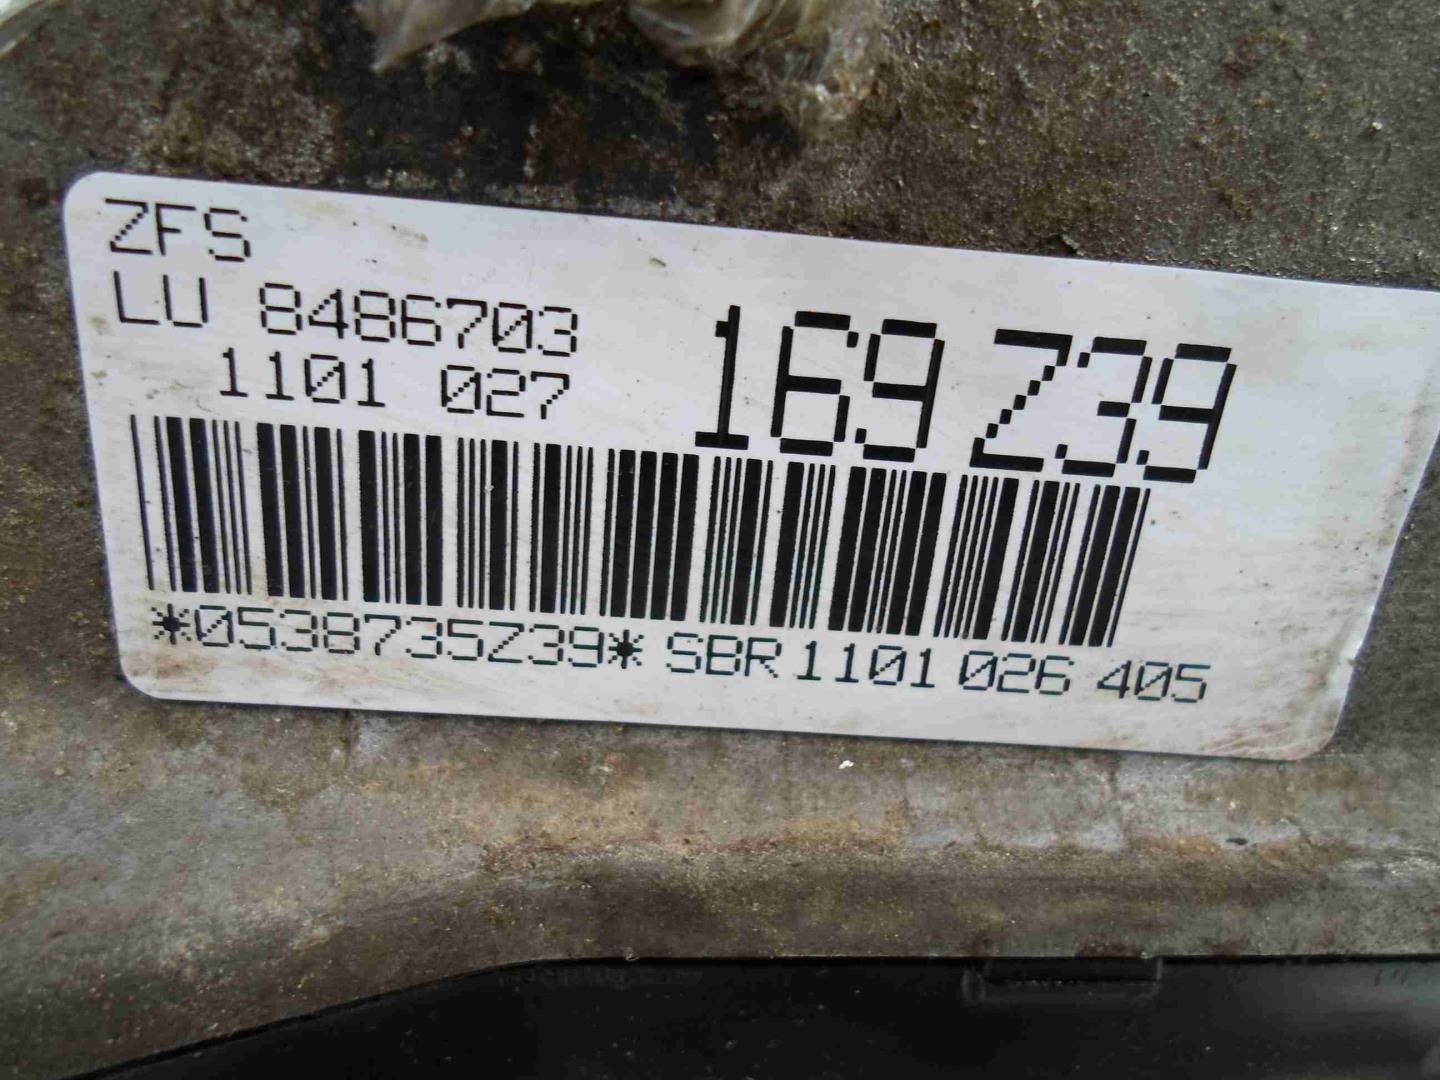 ZFS
LU 8486703
1101 027
169 Z39
*0538735Z39* SBR 1101 026 405